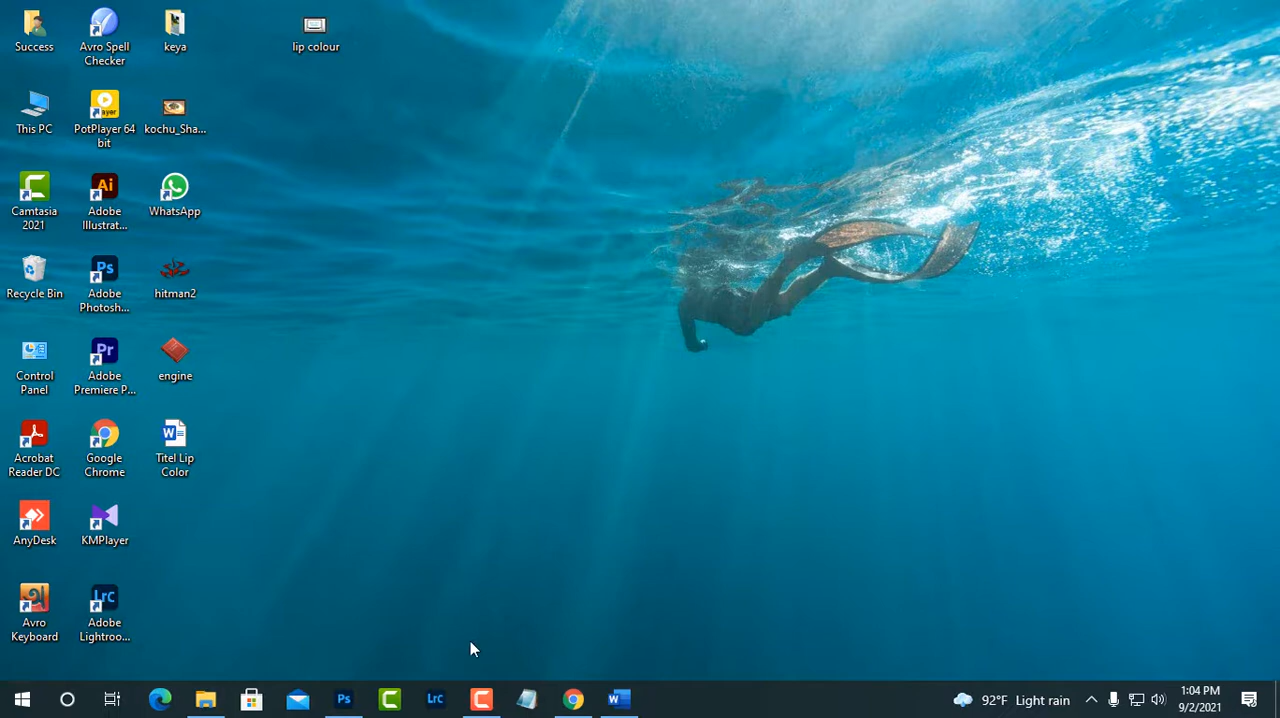 Success
Avro Spell
Checker
keya
lip colour
This PC
PotPlayer 64
bit
kochu_Sha...
Camtasia
2021
Adobe
Illustrat...
WhatsApp
Recycle Bin
Adobe
Photosh...
hitman2
Control
Panel
Adobe
Premiere P...
engine
Acrobat
Reader DC
Google
Chrome
Titel Lip
Color
AnyDesk
KMPlayer
Avro
Keyboard
Adobe
Lightroo...
92°F Light rain
1:04 PM
9/2/2021